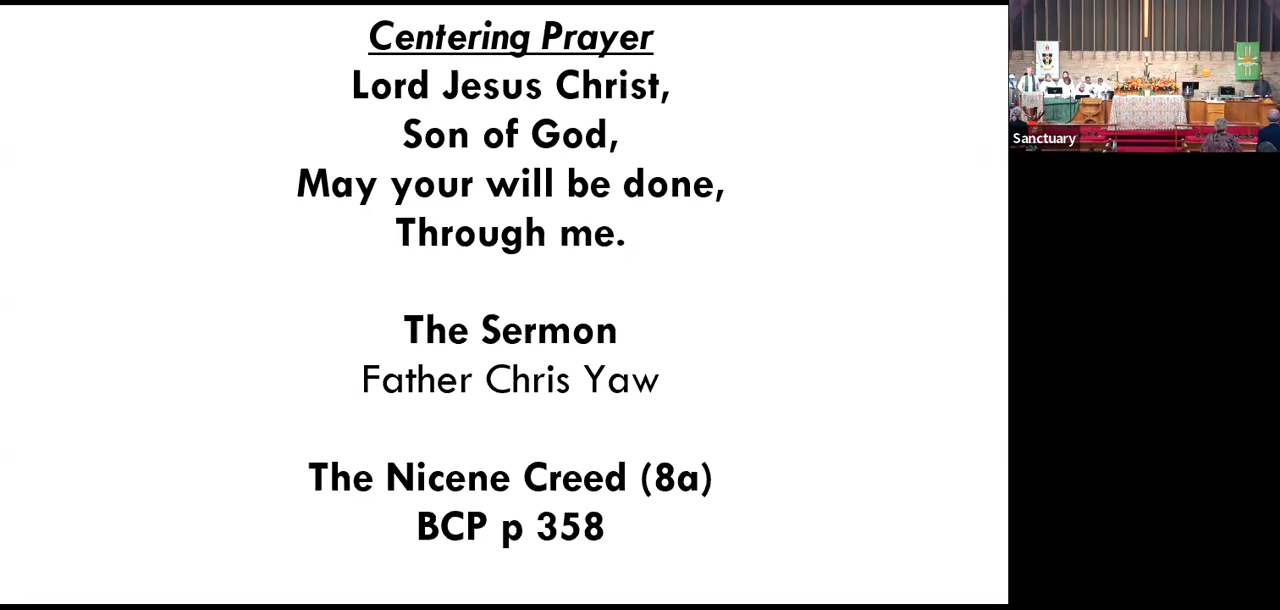 Centering Prayer
Lord Jesus Christ,
Son of God,
May your will be done,
Through me.
The Sermon
Father Chris Yaw
The Nicene Creed (8a)
BCP p 358
Sanctuary